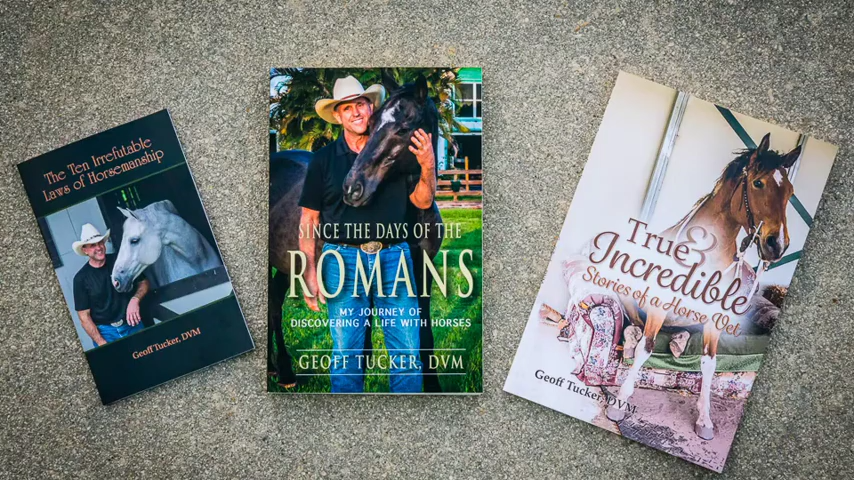 The Ten Irrefutable
Laws of Horsemanship
Geoff Tucker, DVM
SINCE THE DAYS OF THE
ROMANS
MY JOURNEY OF
DISCOVERING A LIFE WITH HORSES
GEOFF TUCKER, DVM
True &
Incredible
Stories of a Horse Vet
Geoff Tucker, DVM